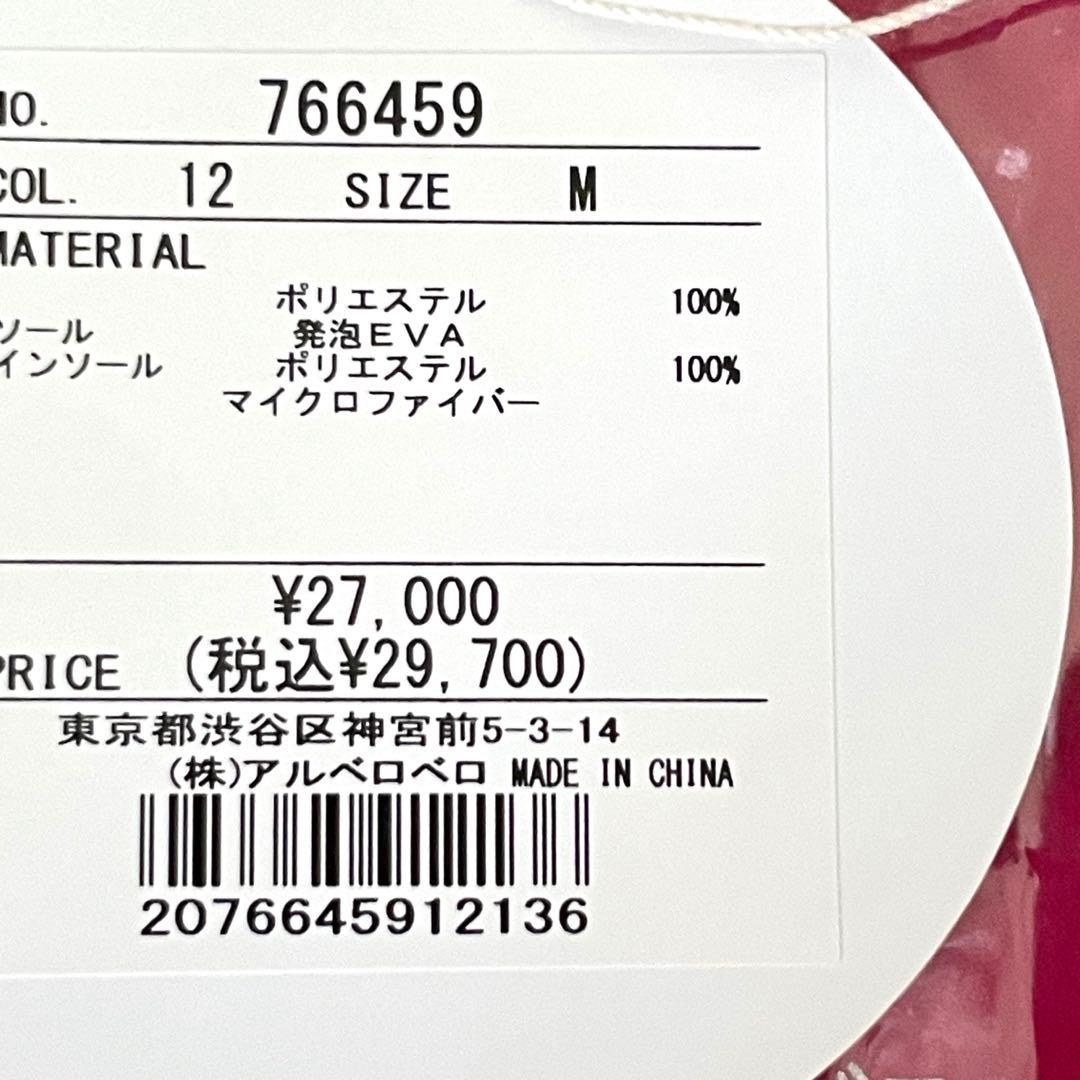 NO. 766459
COL. 12 SIZE M
MATERIAL
ポリエステル 100%
ソール 発泡EVA
インソール ポリエステル 100%
マイクロファイバー
¥27,000
PRICE (税込¥29,700)
東京都渋谷区神宮前5-3-14
(株)アルベロベロ MADE IN CHINA
2076645912136